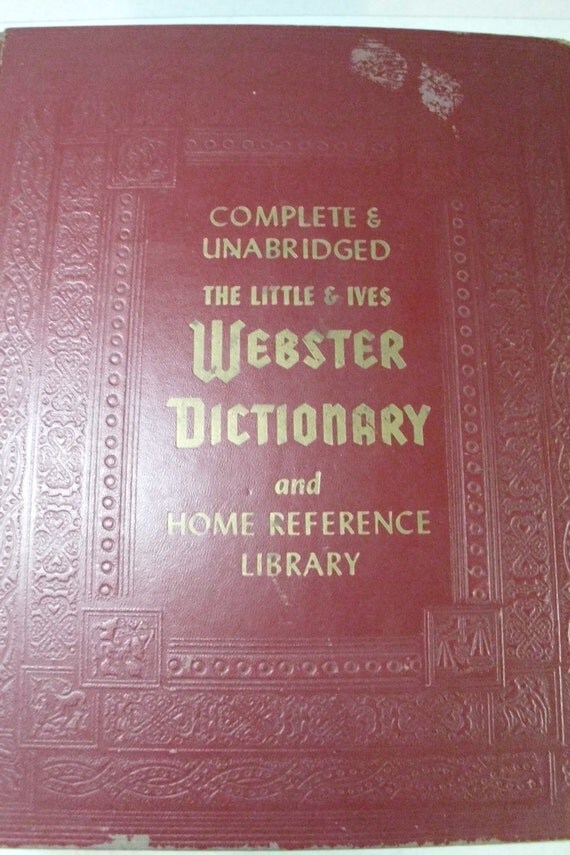 COMPLETE &
UNABRIDGED
THE LITTLE & IVES
WEBSTER
DICTIONARY
and
HOME REFERENCE
LIBRARY